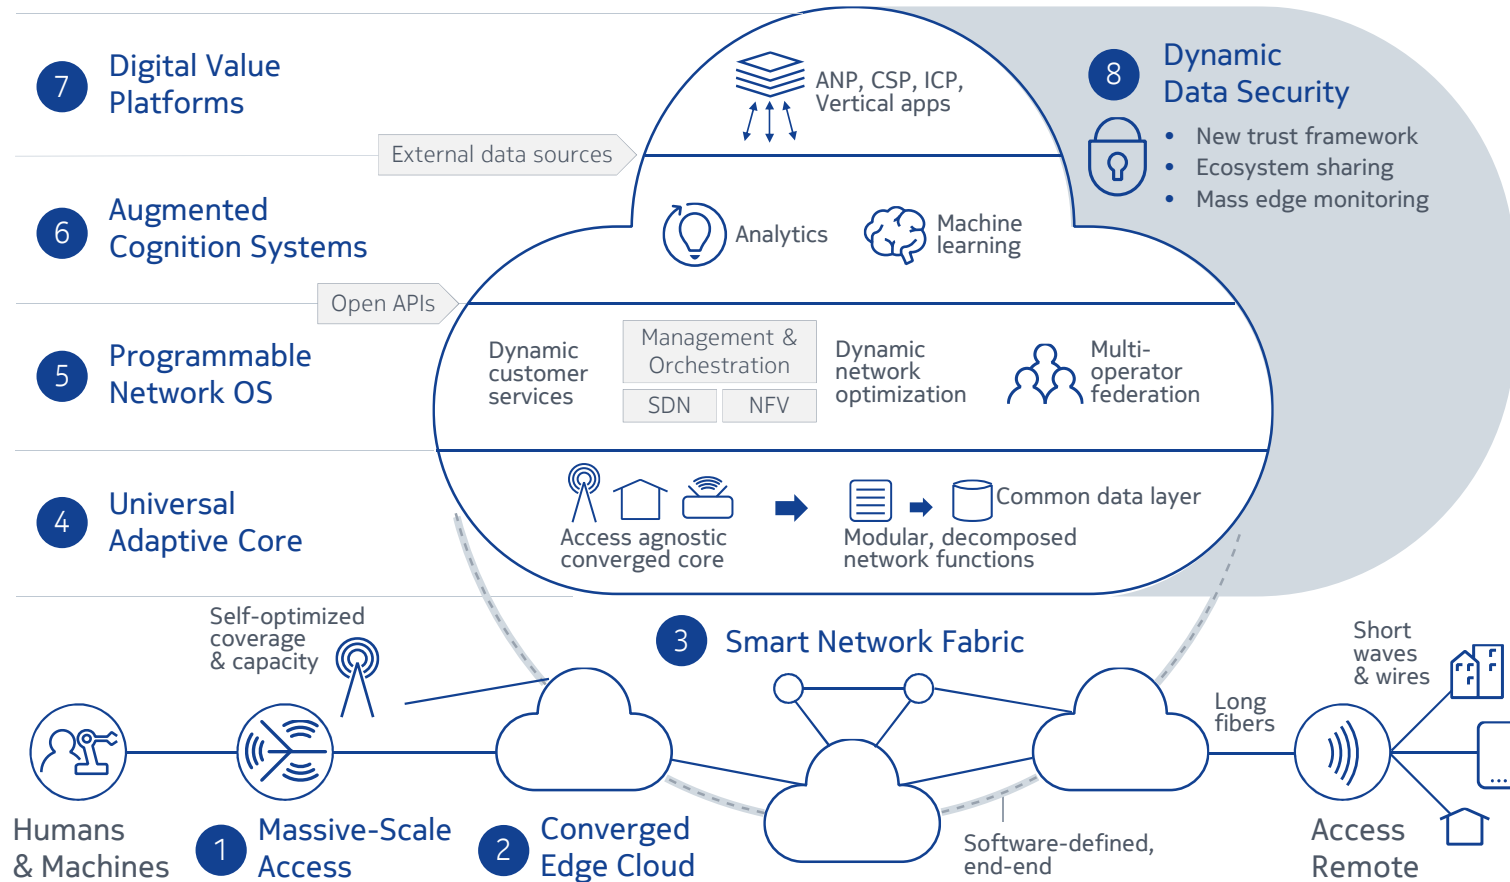 7
Digital Value
Platforms
ANP, CSP, ICP,
Vertical apps
8
Dynamic
Data Security
• New trust framework
• Ecosystem sharing
• Mass edge monitoring
External data sources
6
Augmented
Cognition Systems
Analytics
Machine
learning
Open APIs
5
Programmable
Network OS
Dynamic
customer
services
Management &
Orchestration
SDN
NFV
Dynamic
network
optimization
Multi-
operator
federation
4
Universal
Adaptive Core
Access agnostic
converged core
Modular, decomposed
network functions
Common data layer
Self-optimized
coverage
& capacity
3
Smart Network Fabric
Short
waves
& wires
Long
fibers
Humans
& Machines
1
Massive-Scale
Access
2
Converged
Edge Cloud
Software-defined,
end-end
Access
Remote